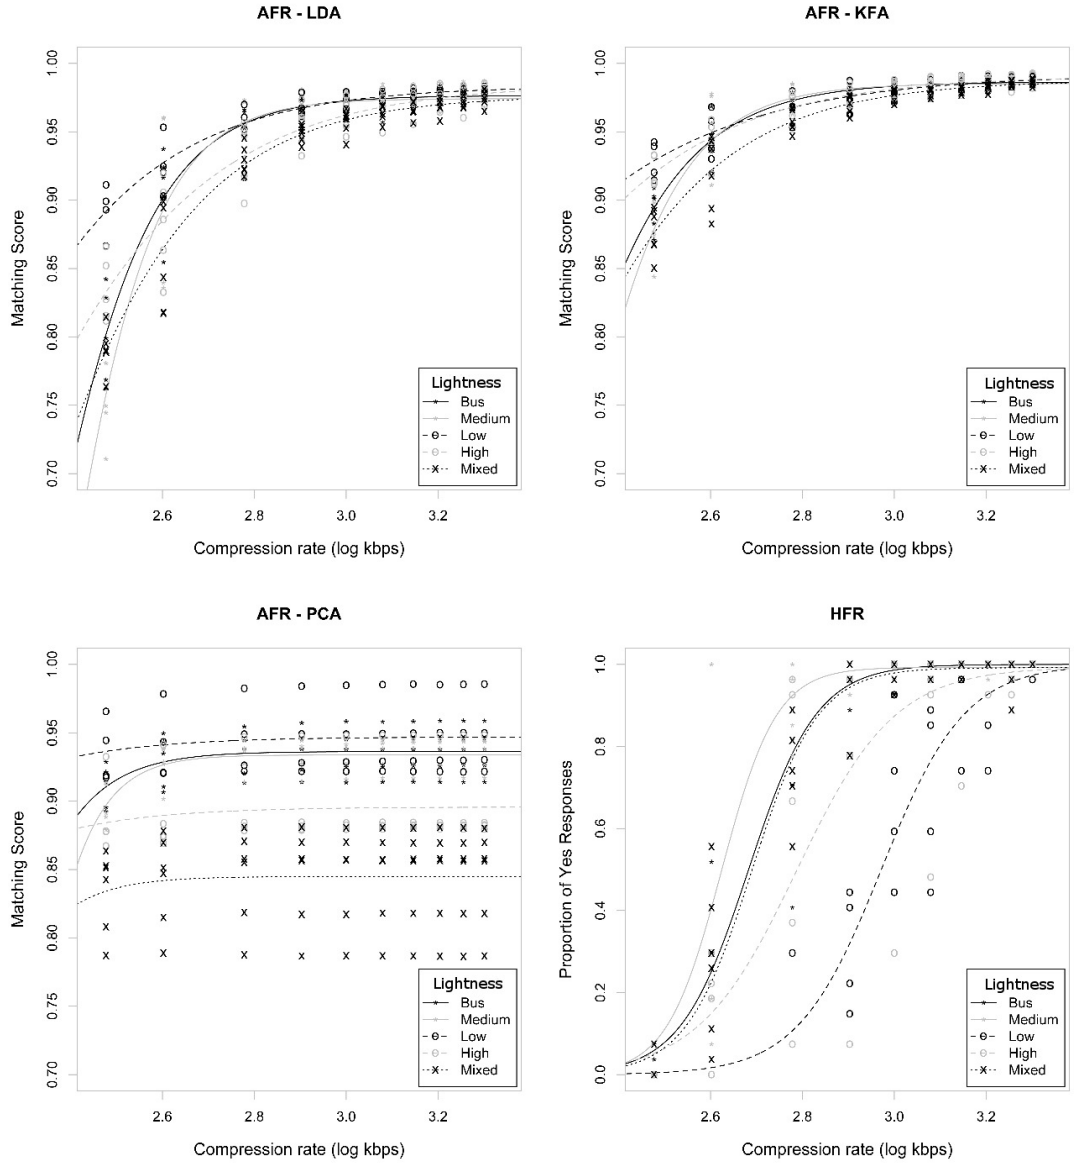 AFR - LDA
Matching Score
1.00
0.95
0.90
0.85
0.80
0.75
0.70
2.6 2.8 3.0 3.2
Compression rate (log kbps)
Lightness
Bus
Medium
Low
High
Mixed
AFR - KFA
Matching Score
1.00
0.95
0.90
0.85
0.80
0.75
0.70
2.6 2.8 3.0 3.2
Compression rate (log kbps)
Lightness
Bus
Medium
Low
High
Mixed
AFR - PCA
Matching Score
1.00
0.95
0.90
0.85
0.80
0.75
0.70
2.6 2.8 3.0 3.2
Compression rate (log kbps)
Lightness
Bus
Medium
Low
High
Mixed
HFR
Proportion of Yes Responses
1.0
0.8
0.6
0.4
0.2
0.0
2.6 2.8 3.0 3.2
Compression rate (log kbps)
Lightness
Bus
Medium
Low
High
Mixed